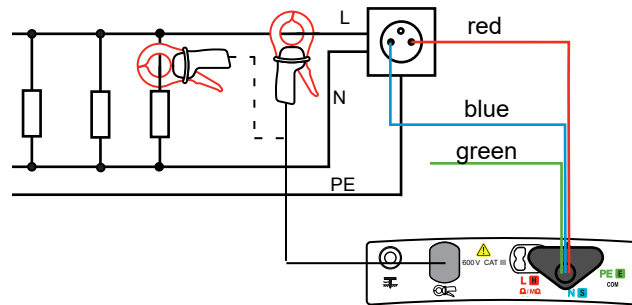 L
red
N
blue
green
PE
600V CAT III
L H
Ω/MΩ
N S
PE E
COM